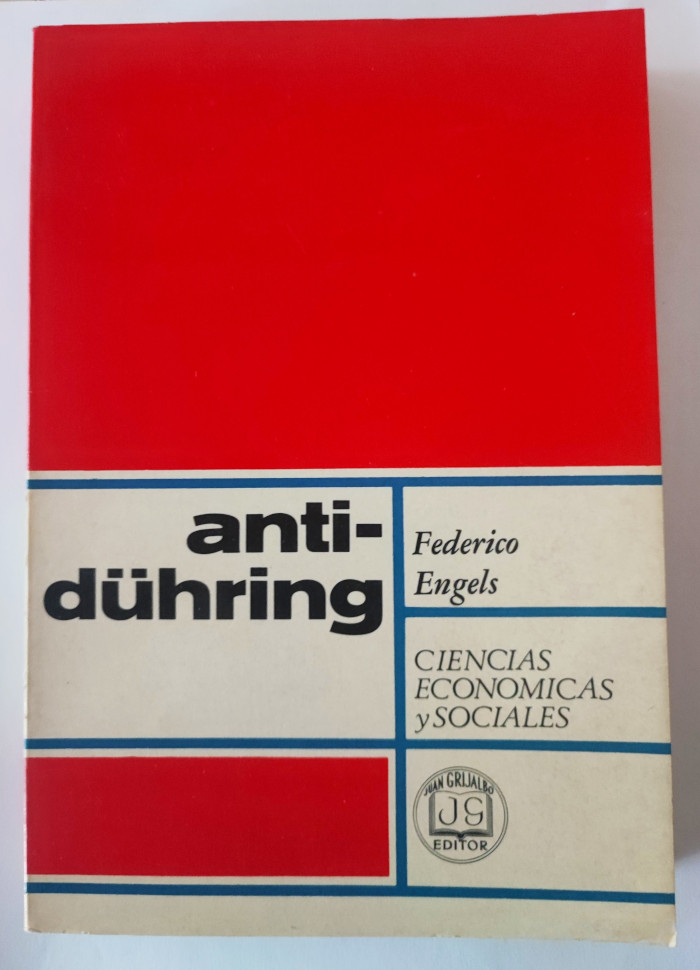 anti-
dühring
Federico
Engels
CIENCIAS
ECONOMICAS
y SOCIALES
JUAN GRIJALBO
JG
EDITOR